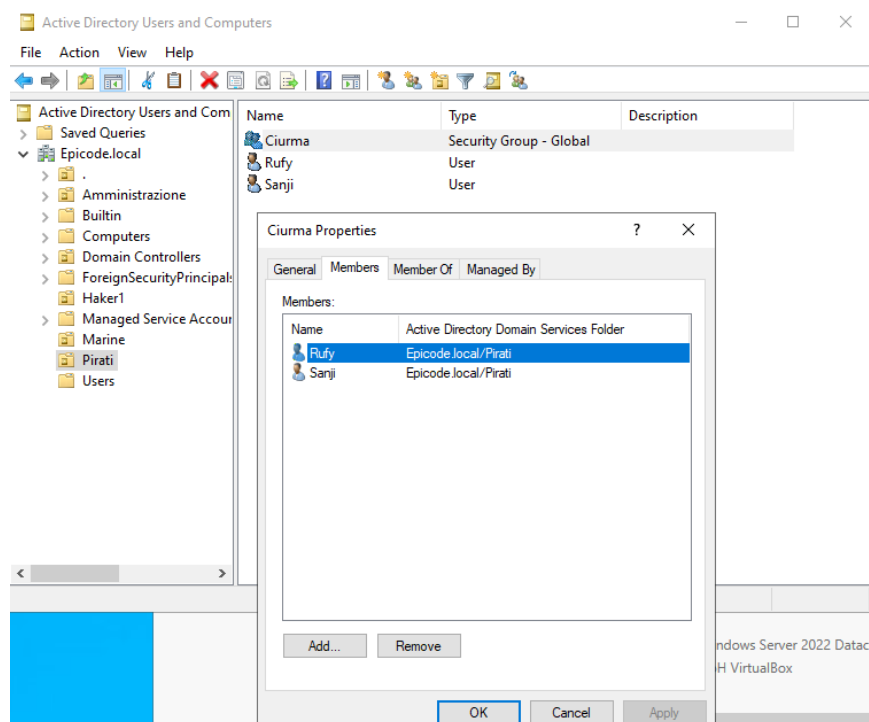 Active Directory Users and Computers
File Action View Help
Active Directory Users and Com
Saved Queries
Epicode.local
.
Amministrazione
Builtin
Computers
Domain Controllers
ForeignSecurityPrincipals
Haker1
Managed Service Accour
Marine
Pirati
Users
Name Type Description
Ciurma Security Group - Global
Rufy User
Sanji User
Ciurma Properties
?
General Members Member Of Managed By
Members:
Name Active Directory Domain Services Folder
Rufy Epicode.local/Pirati
Sanji Epicode.local/Pirati
Add... Remove
OK Cancel Apply
ndows Server 2022 Datac
H VirtualBox